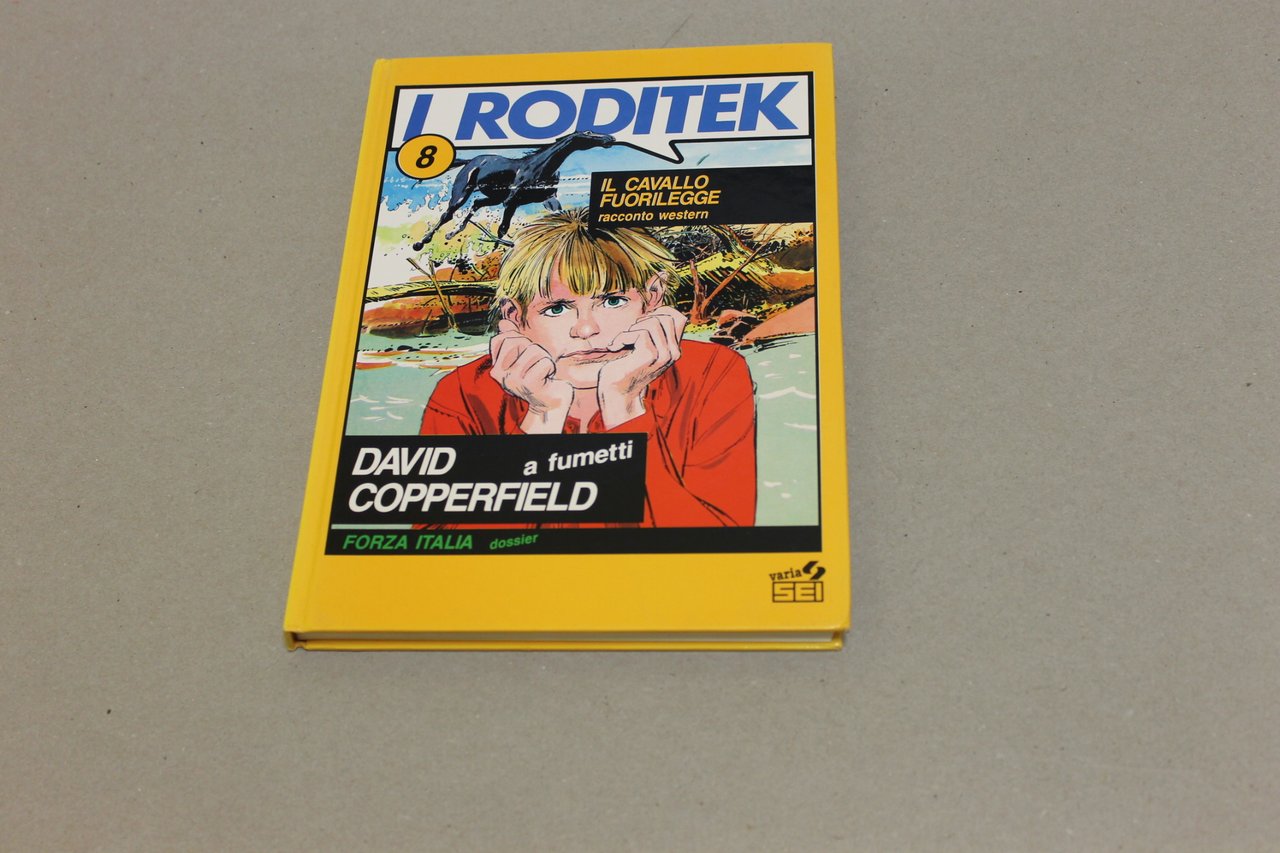 I RODITEK
8
IL CAVALLO
FUORILEGGE
racconto western
DAVID
a fumetti
COPPERFIELD
FORZA ITALIA dossier
varia
SEI